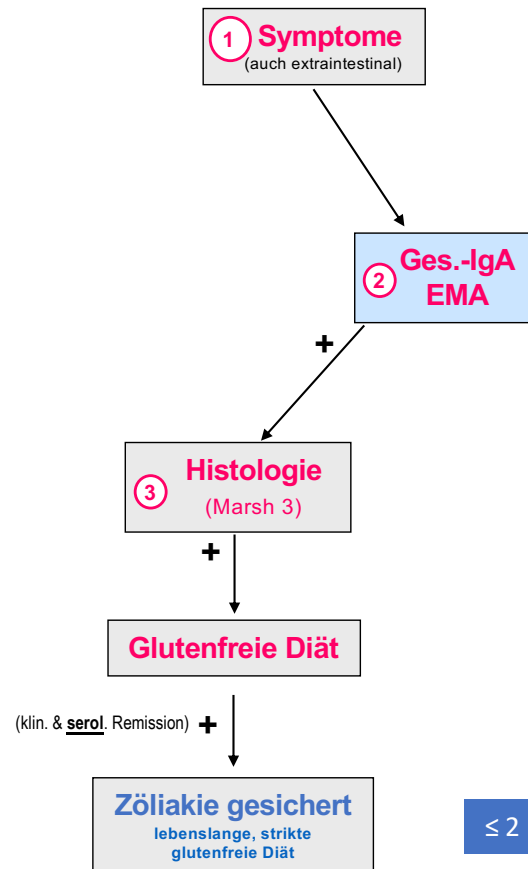 1 Symptome
(auch extraintestinal)
2 Ges.-IgA
EMA
+
3 Histologie
(Marsh 3)
+
Glutenfreie Diät
(klin. & serol. Remission) +
Zöliakie gesichert
lebenslange, strikte
glutenfreie Diät
≤ 2